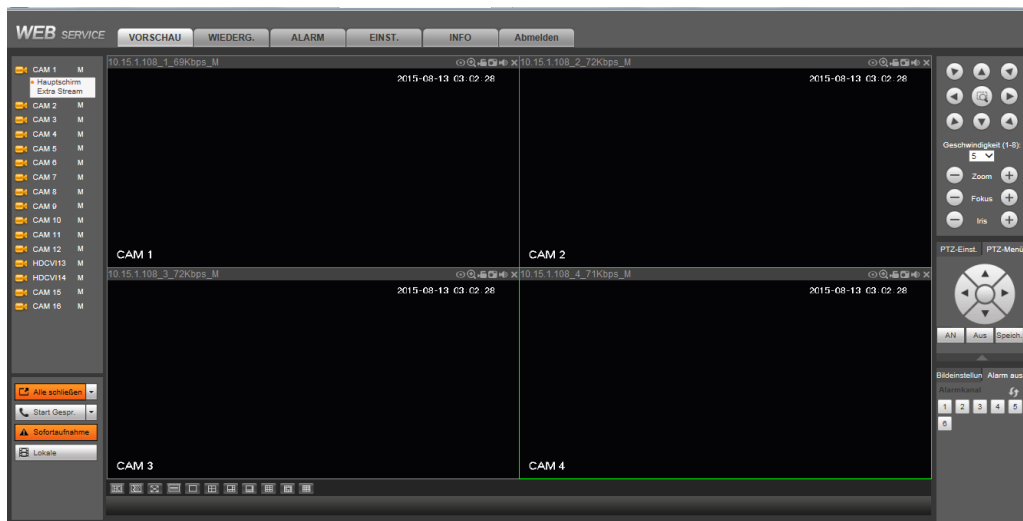 WEB SERVICE
VORSCHAU WIEDERG. ALARM EINST. INFO Abmelden
CAM 1 M
Hauptschirm
Extra Stream
CAM 2 M
CAM 3 M
CAM 4 M
CAM 5 M
CAM 6 M
CAM 7 M
CAM 8 M
CAM 9 M
CAM 10 M
CAM 11 M
CAM 12 M
HDCVI13 M
HDCVI14 M
CAM 15 M
CAM 16 M
Alle schließen
Start Gespr.
Sofortaufnahme
Lokale
10.15.1.108_1_69Kbps_M
2015-08-13 03:02:28
CAM 1
10.15.1.108_2_72Kbps_M
2015-08-13 03:02:28
CAM 2
10.15.1.108_3_72Kbps_M
2015-08-13 03:02:28
CAM 3
10.15.1.108_4_71Kbps_M
2015-08-13 03:02:28
CAM 4
Geschwindigkeit (1-8):
5
Zoom
Fokus
Iris
PTZ-Einst. PTZ-Menü
AN Aus Speich.
Bildeinstellun Alarm aus
Alarmkanal
1 2 3 4 5
6